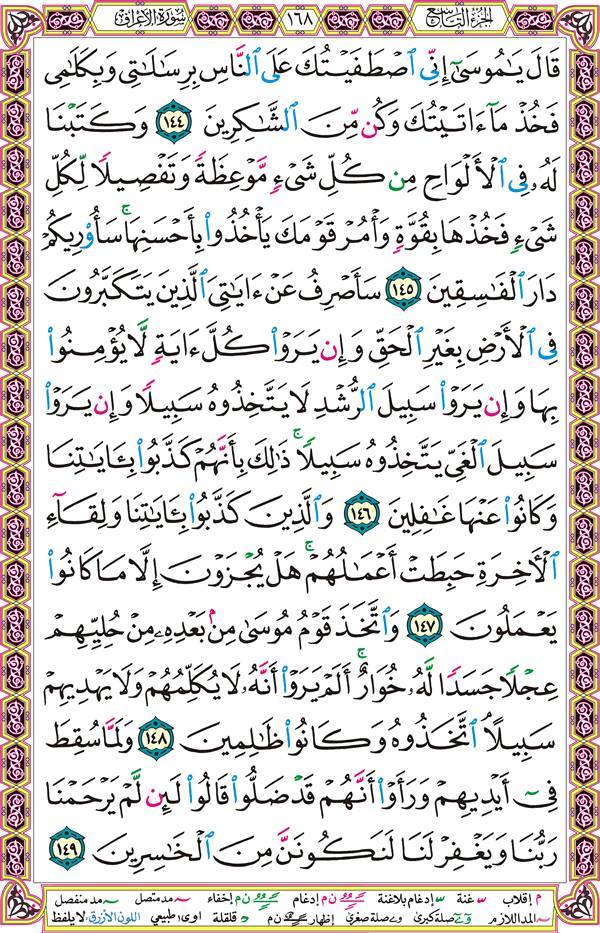 الجزء التاسع ١٦٨ سورة الأعراف
قَالَ يَٰمُوسَىٰٓ إِنِّى ٱصْطَفَيْتُكَ عَلَى ٱلنَّاسِ بِرِسَٰلَٰتِى وَبِكَلَٰمِى
فَخُذْ مَآ ءَاتَيْتُكَ وَكُن مِّنَ ٱلشَّٰكِرِينَ ١٤٤ وَكَتَبْنَا
لَهُۥ فِى ٱلْأَلْوَاحِ مِن كُلِّ شَىْءٍ مَّوْعِظَةً وَتَفْصِيلًا لِّكُلِّ
شَىْءٍ فَخُذْهَا بِقُوَّةٍ وَأْمُرْ قَوْمَكَ يَأْخُذُوا۟ بِأَحْسَنِهَا ۚ سَأُو۟رِيكُمْ
دَارَ ٱلْفَٰسِقِينَ ١٤٥ سَأَصْرِفُ عَنْ ءَايَٰتِىَ ٱلَّذِينَ يَتَكَبَّرُونَ
فِى ٱلْأَرْضِ بِغَيْرِ ٱلْحَقِّ وَإِن يَرَوْا۟ كُلَّ ءَايَةٍ لَّا يُؤْمِنُوا۟
بِهَا وَإِن يَرَوْا۟ سَبِيلَ ٱلرُّشْدِ لَا يَتَّخِذُوهُ سَبِيلًا وَإِن يَرَوْا۟
سَبِيلَ ٱلْغَىِّ يَتَّخِذُوهُ سَبِيلًا ۚ ذَٰلِكَ بِأَنَّهُمْ كَذَّبُوا۟ بِـَٔايَٰتِنَا
وَكَانُوا۟ عَنْهَا غَٰفِلِينَ ١٤٦ وَٱلَّذِينَ كَذَّبُوا۟ بِـَٔايَٰتِنَا وَلِقَآءِ
ٱلْأَخِرَةِ حَبِطَتْ أَعْمَٰلُهُمْ ۚ هَلْ يُجْزَوْنَ إِلَّا مَا كَانُوا۟
يَعْمَلُونَ ١٤٧ وَٱتَّخَذَ قَوْمُ مُوسَىٰ مِنۢ بَعْدِهِۦ مِنْ حُلِيِّهِمْ
عِجْلًا جَسَدًا لَّهُۥ خُوَارٌ ۚ أَلَمْ يَرَوْا۟ أَنَّهُۥ لَا يُكَلِّمُهُمْ وَلَا يَهْدِيهِمْ
سَبِيلًا ٱتَّخَذُوهُ وَكَانُوا۟ ظَٰلِمِينَ ١٤٨ وَلَمَّا سُقِطَ
فِىٓ أَيْدِيهِمْ وَرَأَوْا۟ أَنَّهُمْ قَدْ ضَلُّوا۟ قَالُوا۟ لَئِن لَّمْ يَرْحَمْنَا
رَبُّنَا وَيَغْفِرْ لَنَا لَنَكُونَنَّ مِنَ ٱلْخَٰسِرِينَ ١٤٩
م إقلاب س غنة س إدغام بلاغنة ن م إدغام ن م إخفاء ~ مد متصل ~ مد منفصل
~ المد اللازم صلة كبرى و ے صلة صغرى إظهار ن م قلقلة اوى طبيعي اللون الأزرق: لا يلفظ